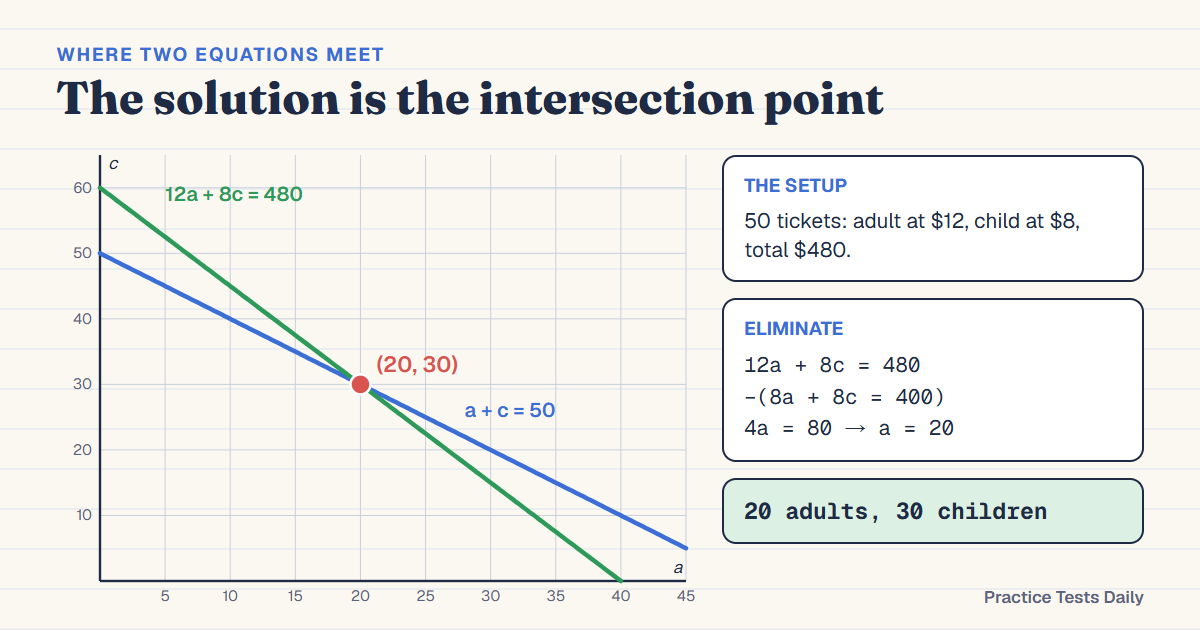 WHERE TWO EQUATIONS MEET
The solution is the intersection point
c
60
50
40
30
20
10
12a + 8c = 480
(20, 30)
a + c = 50
a
5
10
15
20
25
30
35
40
45
THE SETUP
50 tickets: adult at $12, child at $8,
total $480.
ELIMINATE
12a + 8c = 480
−(8a + 8c = 400)
4a = 80 → a = 20
20 adults, 30 children
Practice Tests Daily